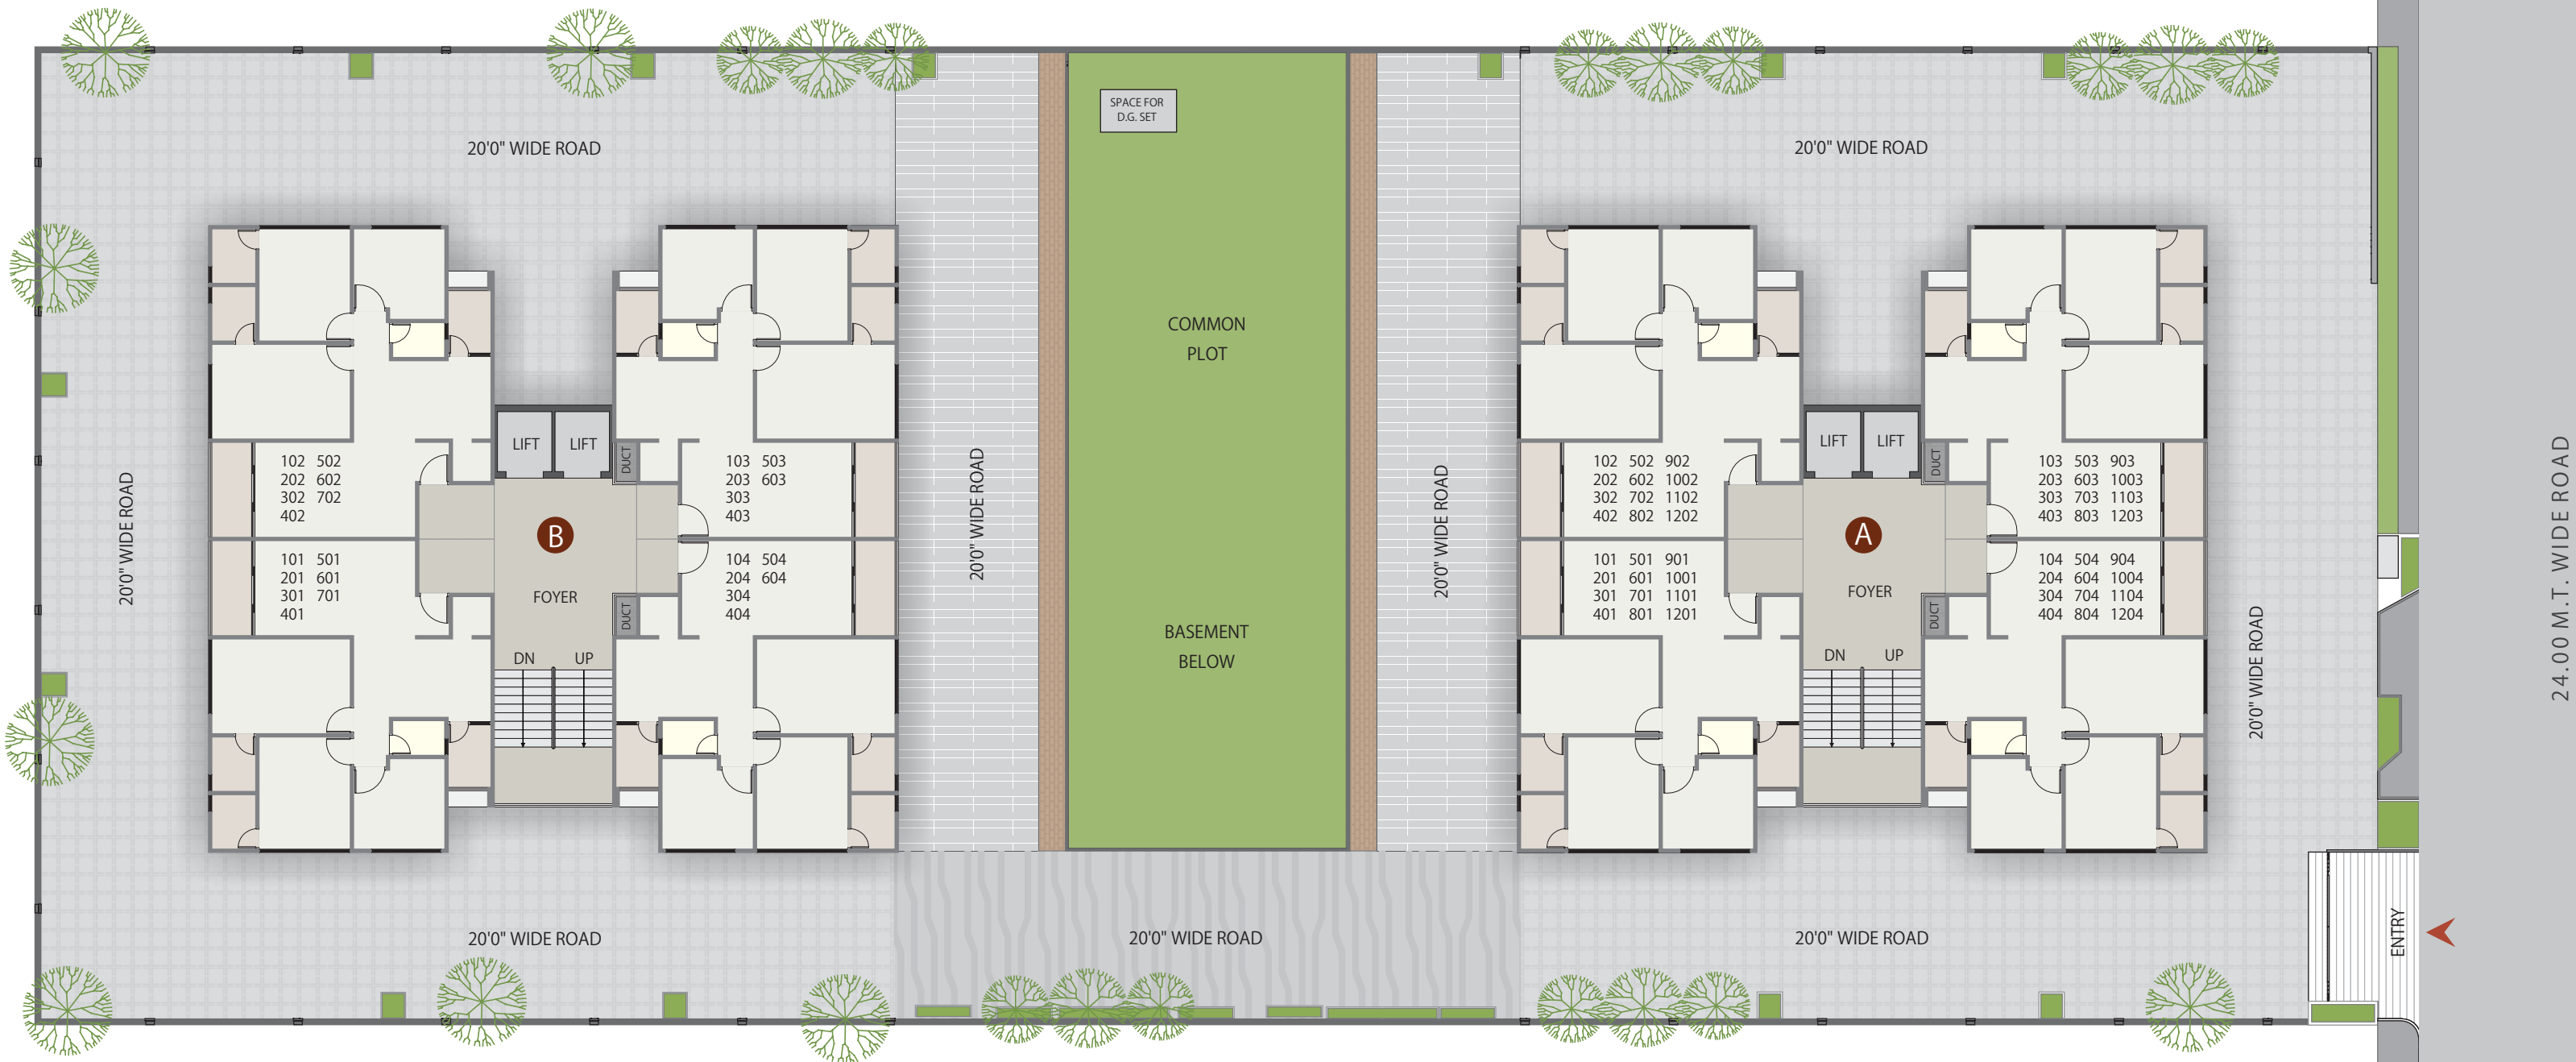 SPACE FOR
D.G. SET
20'0" WIDE ROAD
20'0" WIDE ROAD
COMMON
PLOT
BASEMENT
BELOW
20'0" WIDE ROAD
LIFT LIFT
DUCT
102 502
202 602
302 702
402
103 503
203 603
303
403
B
FOYER
101 501
201 601
301 701
401
104 504
204 604
304
404
DUCT
DN UP
20'0" WIDE ROAD
20'0" WIDE ROAD
LIFT LIFT
DUCT
102 502 902
202 602 1002
302 702 1102
402 802 1202
103 503 903
203 603 1003
303 703 1103
403 803 1203
A
FOYER
101 501 901
201 601 1001
301 701 1101
401 801 1201
104 504 904
204 604 1004
304 704 1104
404 804 1204
DUCT
DN UP
20'0" WIDE ROAD
24.00 M.T. WIDE ROAD
20'0" WIDE ROAD
20'0" WIDE ROAD
20'0" WIDE ROAD
ENTRY